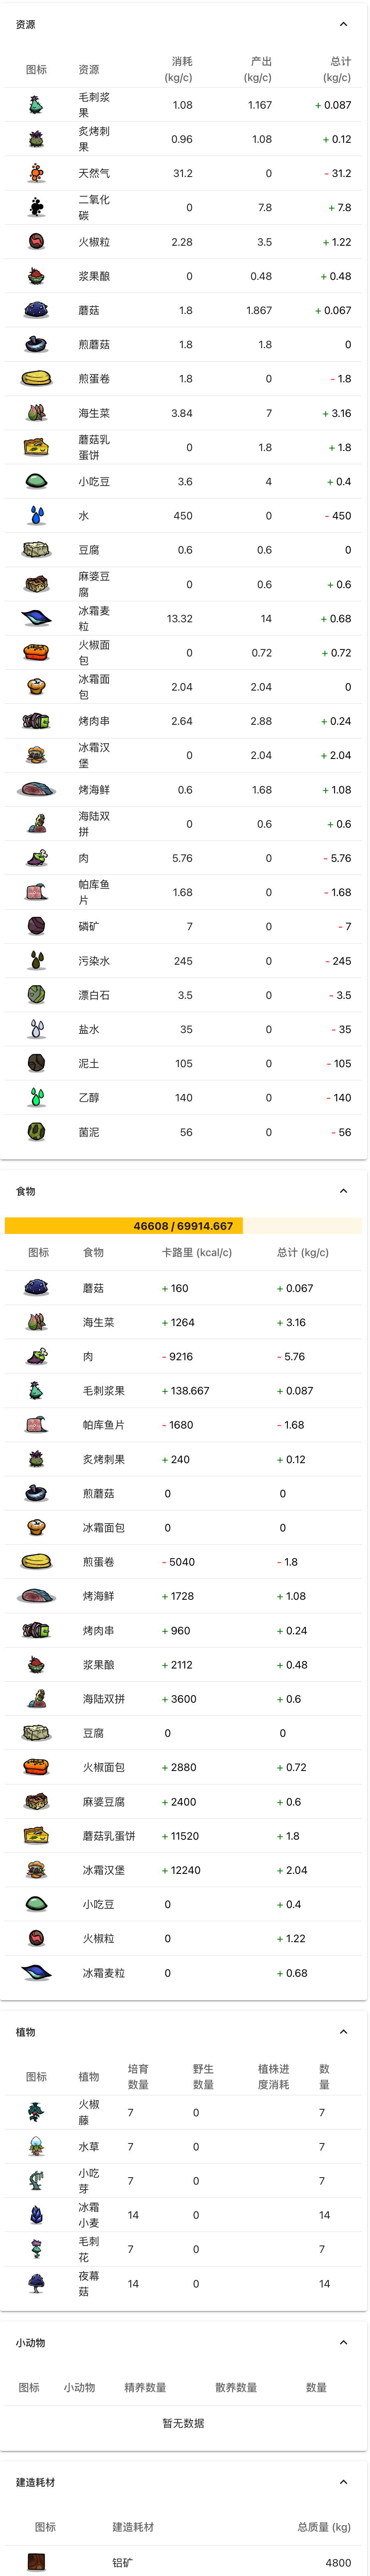 资源
图标 资源 消耗 (kg/c) 产出 (kg/c) 总计 (kg/c)
毛刺浆果 1.08 1.167 + 0.087
炙烤刺果 0.96 1.08 + 0.12
天然气 31.2 0 - 31.2
二氧化碳 0 7.8 + 7.8
火椒粒 2.28 3.5 + 1.22
浆果酿 0 0.48 + 0.48
蘑菇 1.8 1.867 + 0.067
煎蘑菇 1.8 1.8 0
煎蛋卷 1.8 0 - 1.8
海生菜 3.84 7 + 3.16
蘑菇乳蛋饼 0 1.8 + 1.8
小吃豆 3.6 4 + 0.4
水 450 0 - 450
豆腐 0.6 0.6 0
麻婆豆腐 0 0.6 + 0.6
冰霜麦粒 13.32 14 + 0.68
火椒面包 0 0.72 + 0.72
冰霜面包 2.04 2.04 0
烤肉串 2.64 2.88 + 0.24
冰霜汉堡 0 2.04 + 2.04
烤海鲜 0.6 1.68 + 1.08
海陆双拼 0 0.6 + 0.6
肉 5.76 0 - 5.76
帕库鱼片 1.68 0 - 1.68
磷矿 7 0 - 7
污染水 245 0 - 245
漂白石 3.5 0 - 3.5
盐水 35 0 - 35
泥土 105 0 - 105
乙醇 140 0 - 140
菌泥 56 0 - 56
食物
46608 / 69914.667
图标 食物 卡路里 (kcal/c) 总计 (kg/c)
蘑菇 + 160 + 0.067
海生菜 + 1264 + 3.16
肉 - 9216 - 5.76
毛刺浆果 + 138.667 + 0.087
帕库鱼片 - 1680 - 1.68
炙烤刺果 + 240 + 0.12
煎蘑菇 0 0
冰霜面包 0 0
煎蛋卷 - 5040 - 1.8
烤海鲜 + 1728 + 1.08
烤肉串 + 960 + 0.24
浆果酿 + 2112 + 0.48
海陆双拼 + 3600 + 0.6
豆腐 0 0
火椒面包 + 2880 + 0.72
麻婆豆腐 + 2400 + 0.6
蘑菇乳蛋饼 + 11520 + 1.8
冰霜汉堡 + 12240 + 2.04
小吃豆 0 + 0.4
火椒粒 0 + 1.22
冰霜麦粒 0 + 0.68
植物
图标 植物 培育数量 野生数量 植株进度消耗 数量
火椒藤 7 0 7
水草 7 0 7
小吃芽 7 0 7
冰霜小麦 14 0 14
毛刺花 7 0 7
夜幕菇 14 0 14
小动物
图标 小动物 精养数量 散养数量 数量
暂无数据
建造耗材
图标 建造耗材 总质量 (kg)
铝矿 4800